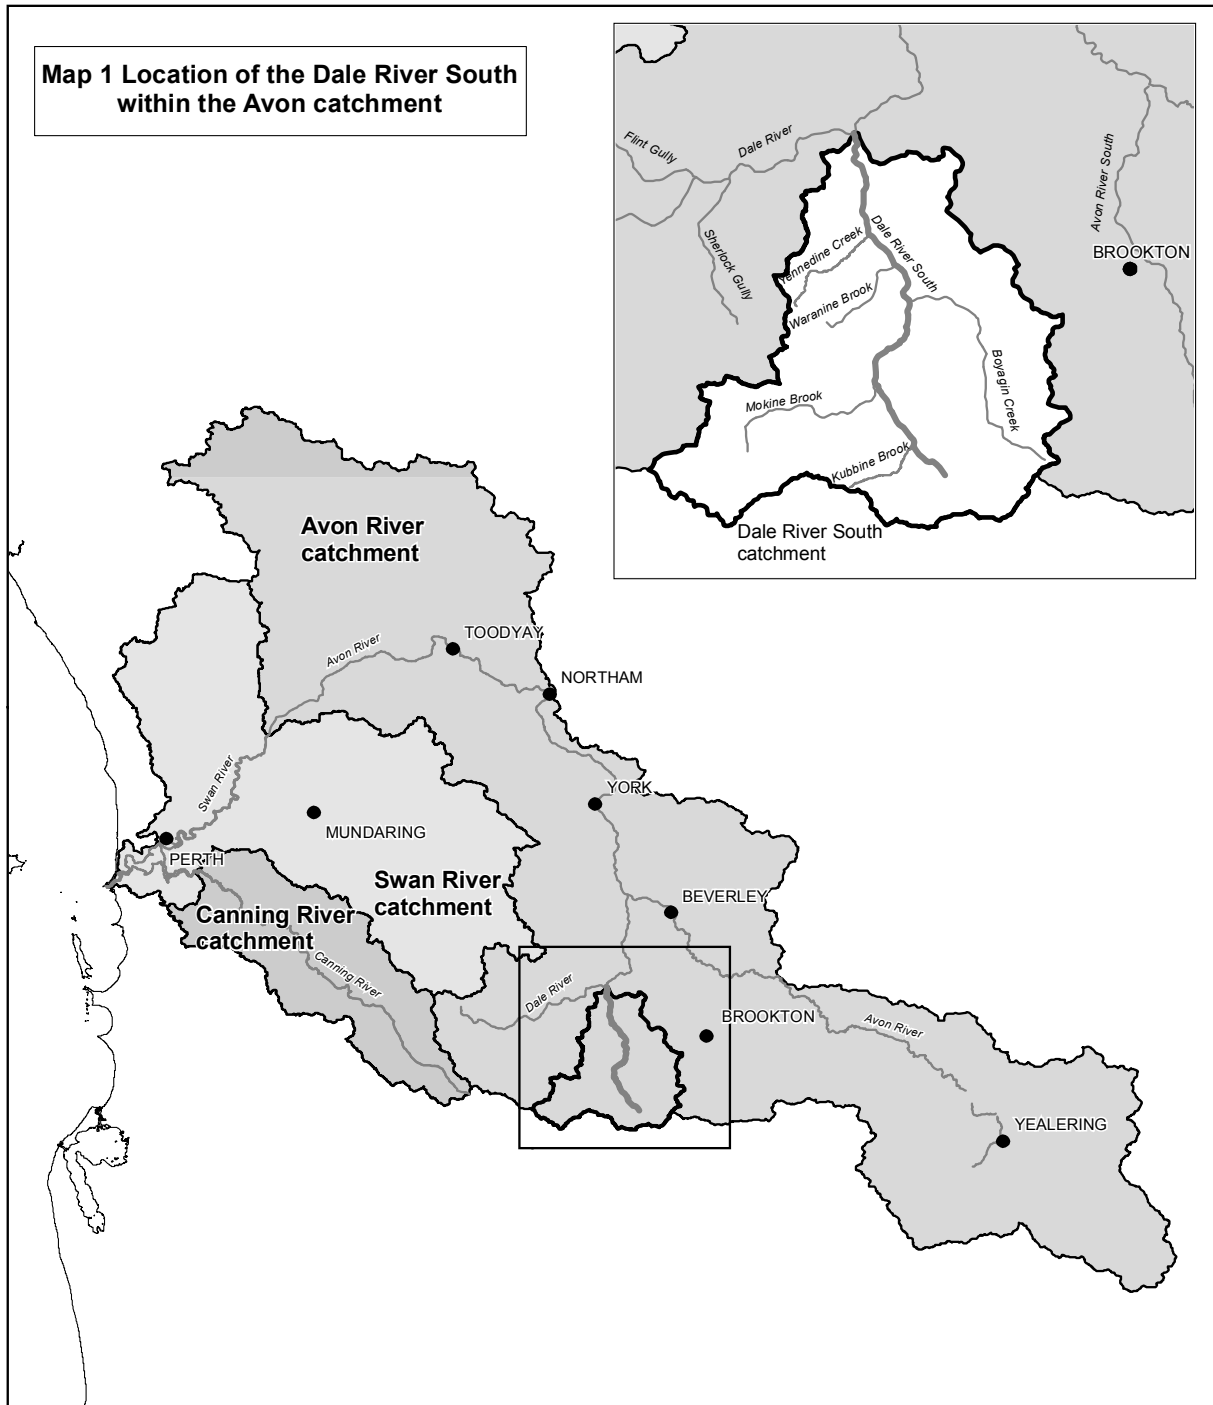 Map 1 Location of the Dale River South
within the Avon catchment
Flint Gully
Dale River
Avon River South
Sherlock Gully
Yennedine Creek
Dale River South
BROOKTON
Waranine Brook
Boyagin Creek
Mokine Brook
Kubbine Brook
Dale River South
catchment
Avon River
catchment
Avon River
TOODYAY
NORTHAM
Swan River
YORK
MUNDARING
PERTH
Swan River
catchment
BEVERLEY
Canning River
catchment
Canning River
Dale River
BROOKTON
Avon River
YEALERING